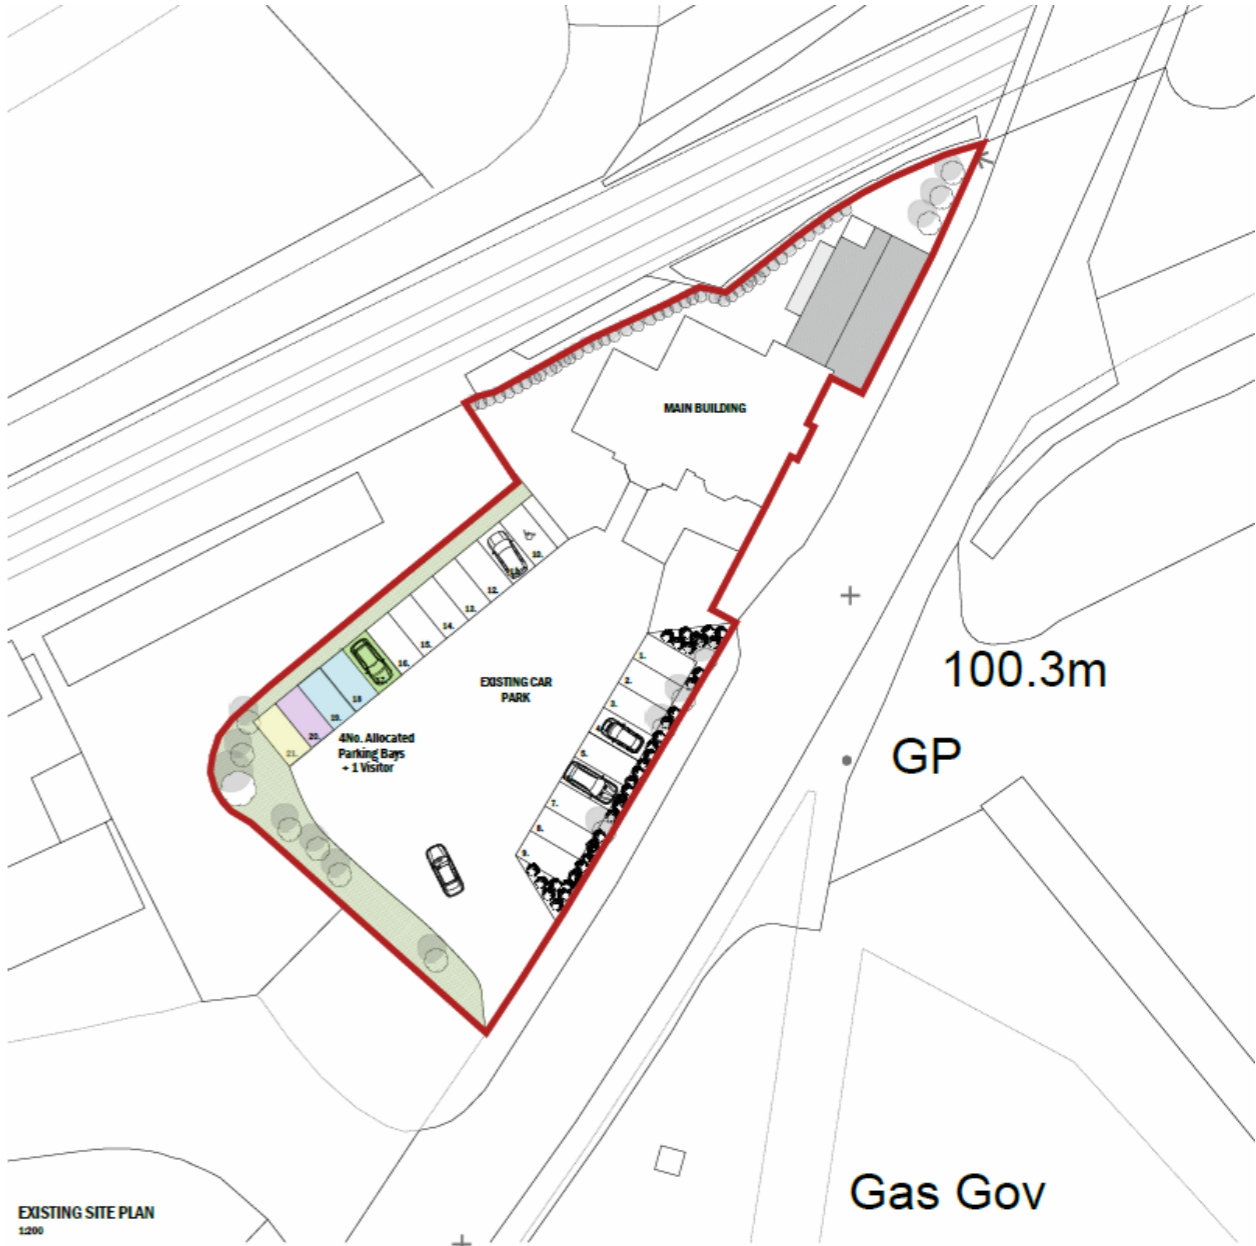 MAIN BUILDING
10.
11.
12.
13.
14.
15.
16.
17.
18
19.
20.
21.
EXISTING CAR
PARK
4No. Allocated
Parking Bays
+ 1 Visitor
1.
2.
3.
4.
5.
7.
8.
9.
100.3m
GP
Gas Gov
EXISTING SITE PLAN
1:200